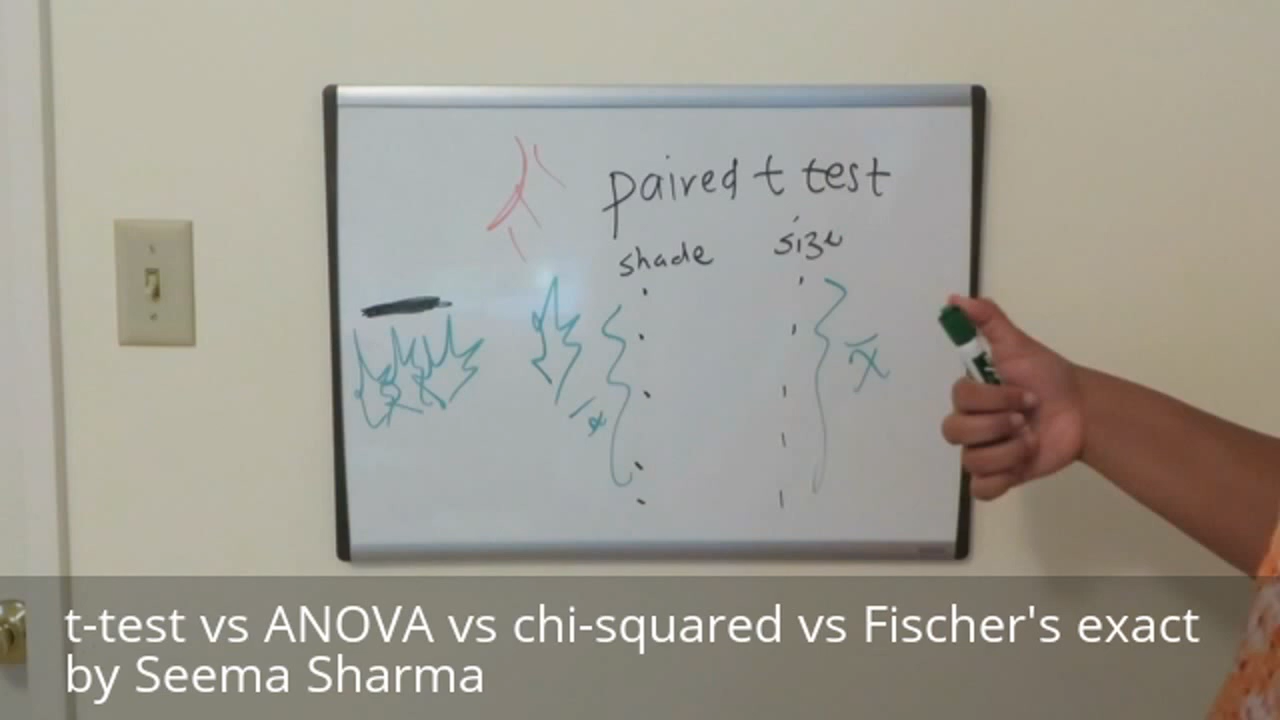 paired t test
shade size
x̄
x̄
t-test vs ANOVA vs chi-squared vs Fischer's exact
by Seema Sharma